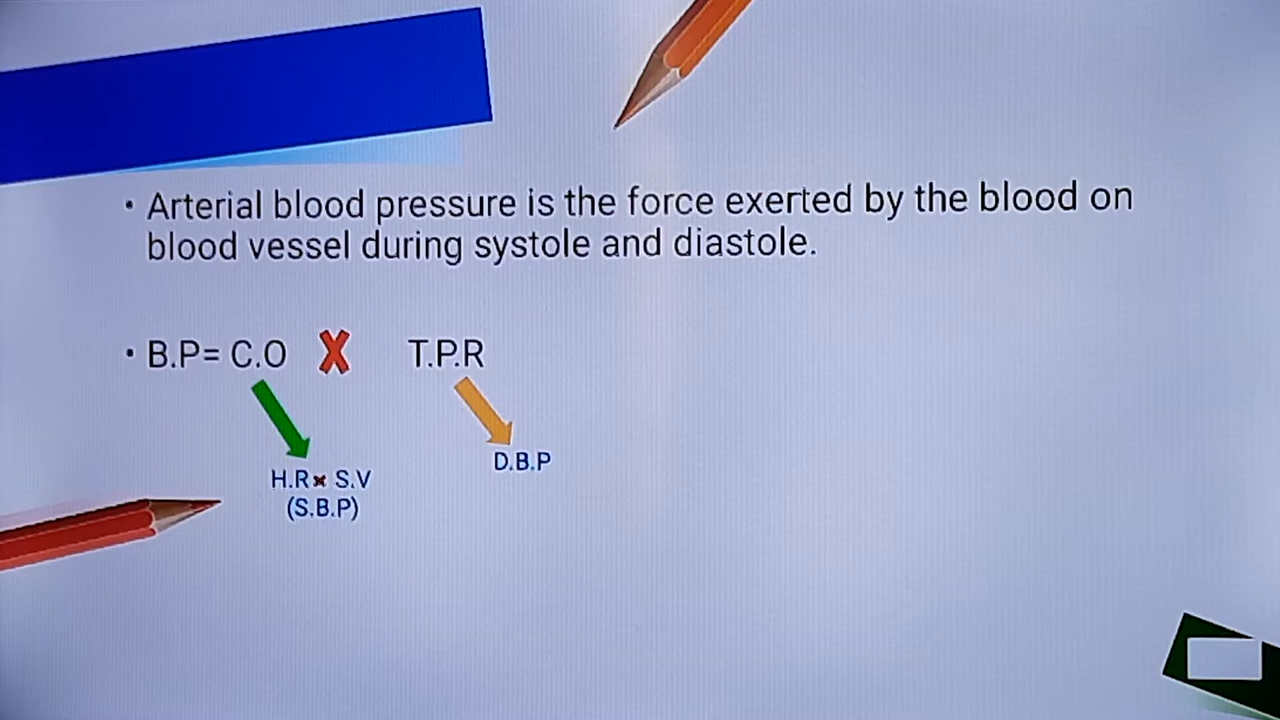 • Arterial blood pressure is the force exerted by the blood on
blood vessel during systole and diastole.
• B.P= C.O X T.P.R
H.R× S.V
(S.B.P)
D.B.P